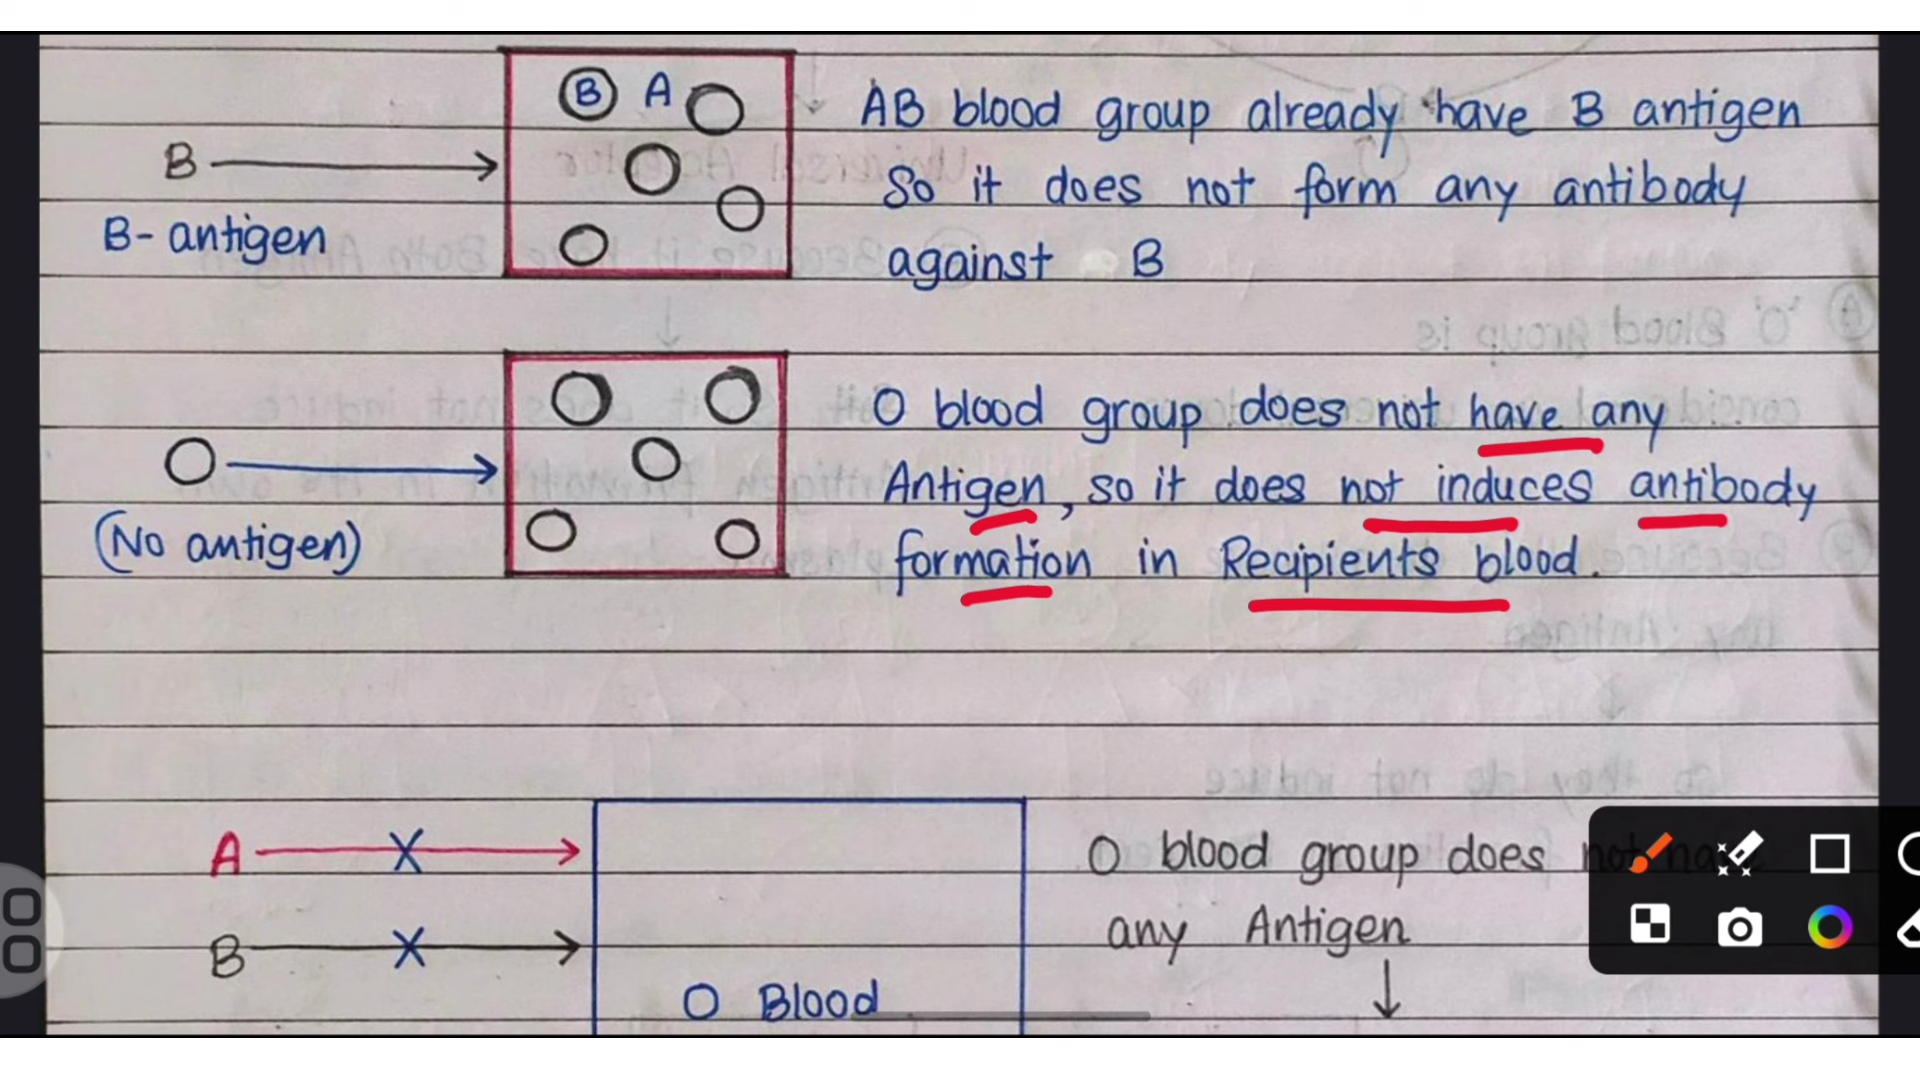 B A
B
B- antigen
AB blood group already have B antigen
So it does not form any antibody
against B
O
(No antigen)
O blood group does not have any
Antigen, so it does not induces antibody
formation in Recipients blood.
A X
B X
O Blood
O blood group does not
any Antigen